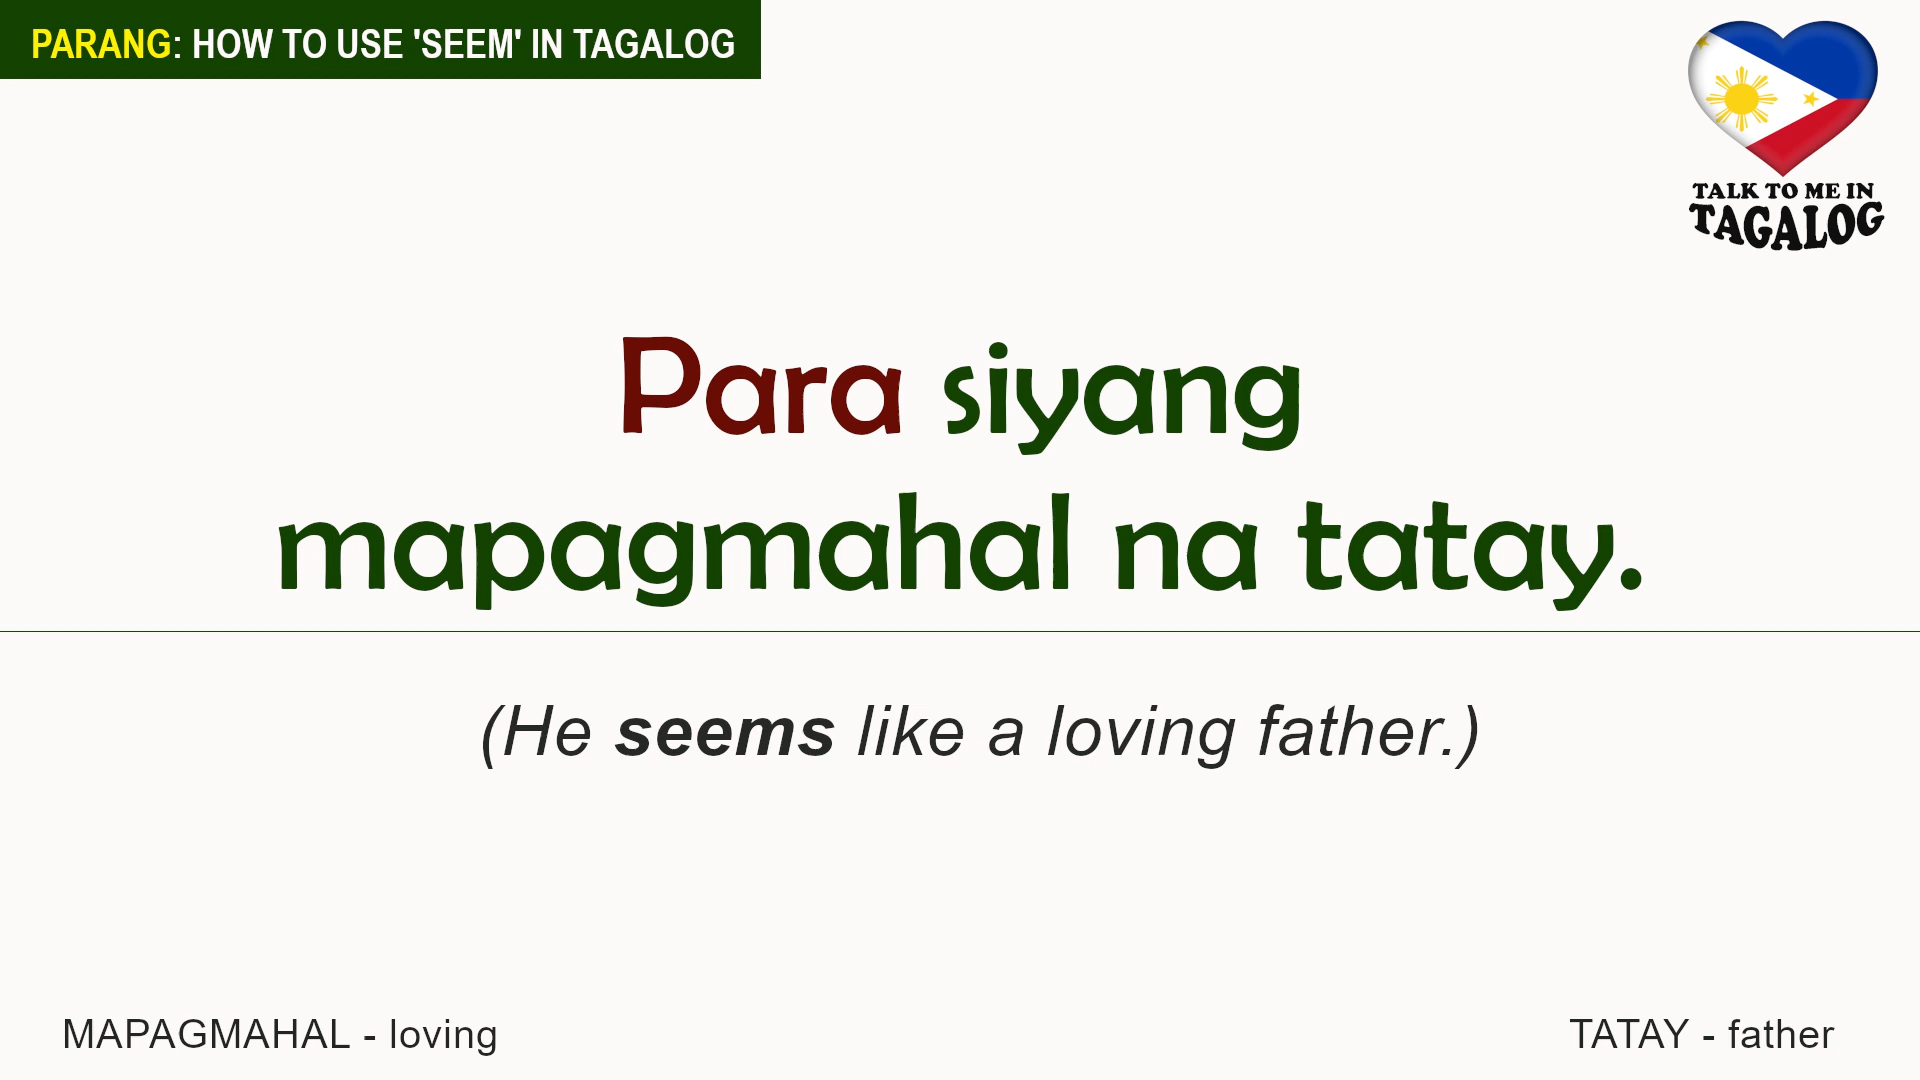 PARANG: HOW TO USE 'SEEM' IN TAGALOG
TALK TO ME IN
TAGALOG
Para siyang
mapagmahal na tatay.
(He seems like a loving father.)
MAPAGMAHAL - loving
TATAY - father